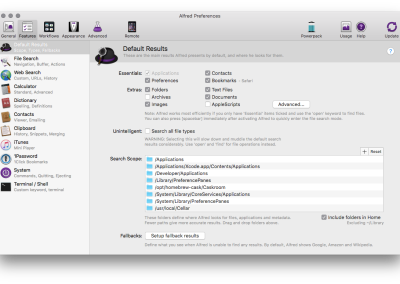 Alfred Preferences
General
Features
Workflows
Appearance
Advanced
Remote
Powerpack
Usage
Help
Update
Default Results
File Search
Navigation, Buffer, Actions
Web Search
Custom, URLs, History
Calculator
Standard, Advanced
Dictionary
Spelling, Definitions
Contacts
Viewer, Emailing
Clipboard
History, Snippets, Merging
iTunes
Mini Player
1Password
1Click Bookmarks
System
Commands, Quitting, Ejecting
Terminal / Shell
Custom keyword, terminal
Default Results
These are the main results Alfred presents by default, and where he looks for them.
Essentials:
Applications
Contacts
Preferences
Bookmarks - Safari
Extras:
Folders
Text Files
Archives
Documents
Images
AppleScripts
Advanced...
Note: Alfred works most efficiently if you only have 'Essential' items ticked and use the 'open' keyword to find files.
You can also press (spacebar) immediately after activating Alfred to quickly enter the file search mode.
Unintelligent:
Search all file types
WARNING: Selecting this will slow down and muddle the default search
results considerably. Use 'open' and 'find' for file operations instead.
+ Reset
Search Scope:
/Applications
/Applications/Xcode.app/Contents/Applications
/Developer/Applications
/Library/PreferencePanes
/opt/homebrew-cask/Caskroom
/System/Library/CoreServices/Applications
/System/Library/PreferencePanes
/usr/local/Cellar
These folders define where Alfred looks for files, applications and metadata.
Fewer paths give more accurate results. Drag and drop folders above.
Include folders in Home
Excluding ~/Library
Fallbacks:
Setup fallback results
Define what you see when Alfred is unable to find any results. By default, Alfred shows Google, Amazon and Wikipedia.